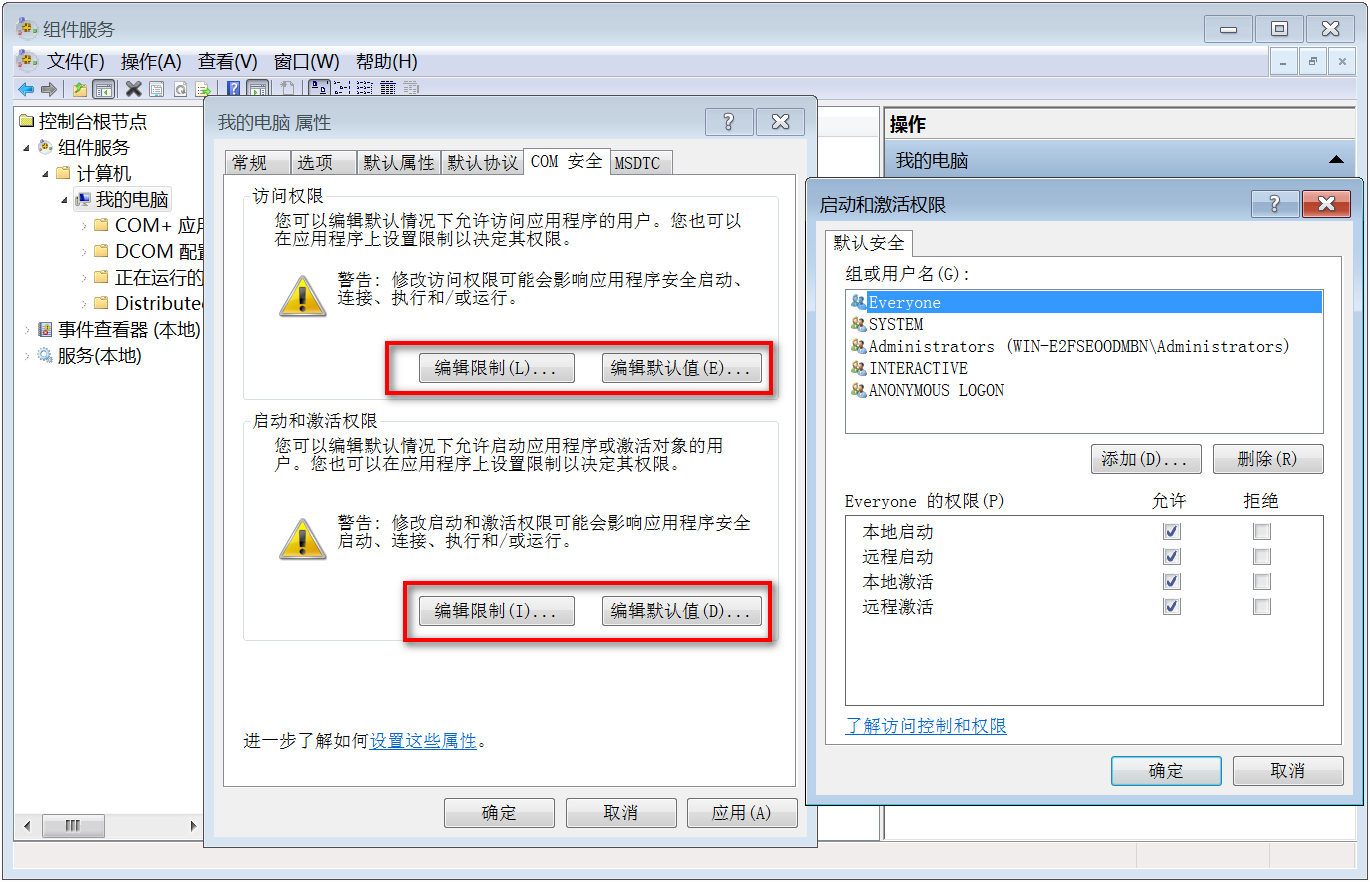 组件服务
文件(F) 操作(A) 查看(V) 窗口(W) 帮助(H)
控制台根节点
组件服务
计算机
我的电脑
COM+ 应用
DCOM 配置
正在运行的
Distributed
事件查看器 (本地)
服务(本地)
我的电脑 属性
常规 选项 默认属性 默认协议 COM 安全 MSDTC
访问权限
您可以编辑默认情况下允许访问应用程序的用户。您也可以
在应用程序上设置限制以决定其权限。
警告: 修改访问权限可能会影响应用程序安全启动、
连接、执行和/或运行。
编辑限制(L)... 编辑默认值(E)...
启动和激活权限
您可以编辑默认情况下允许启动应用程序或激活对象的用
户。您也可以在应用程序上设置限制以决定其权限。
警告: 修改启动和激活权限可能会影响应用程序安全
启动、连接、执行和/或运行。
编辑限制(I)... 编辑默认值(D)...
进一步了解如何设置这些属性。
确定 取消 应用(A)
操作
我的电脑
启动和激活权限
默认安全
组或用户名(G):
Everyone
SYSTEM
Administrators (WIN-E2FSEOODMBN\Administrators)
INTERACTIVE
ANONYMOUS LOGON
添加(D)... 删除(R)
Everyone 的权限(P) 允许 拒绝
本地启动
远程启动
本地激活
远程激活
了解访问控制和权限
确定 取消